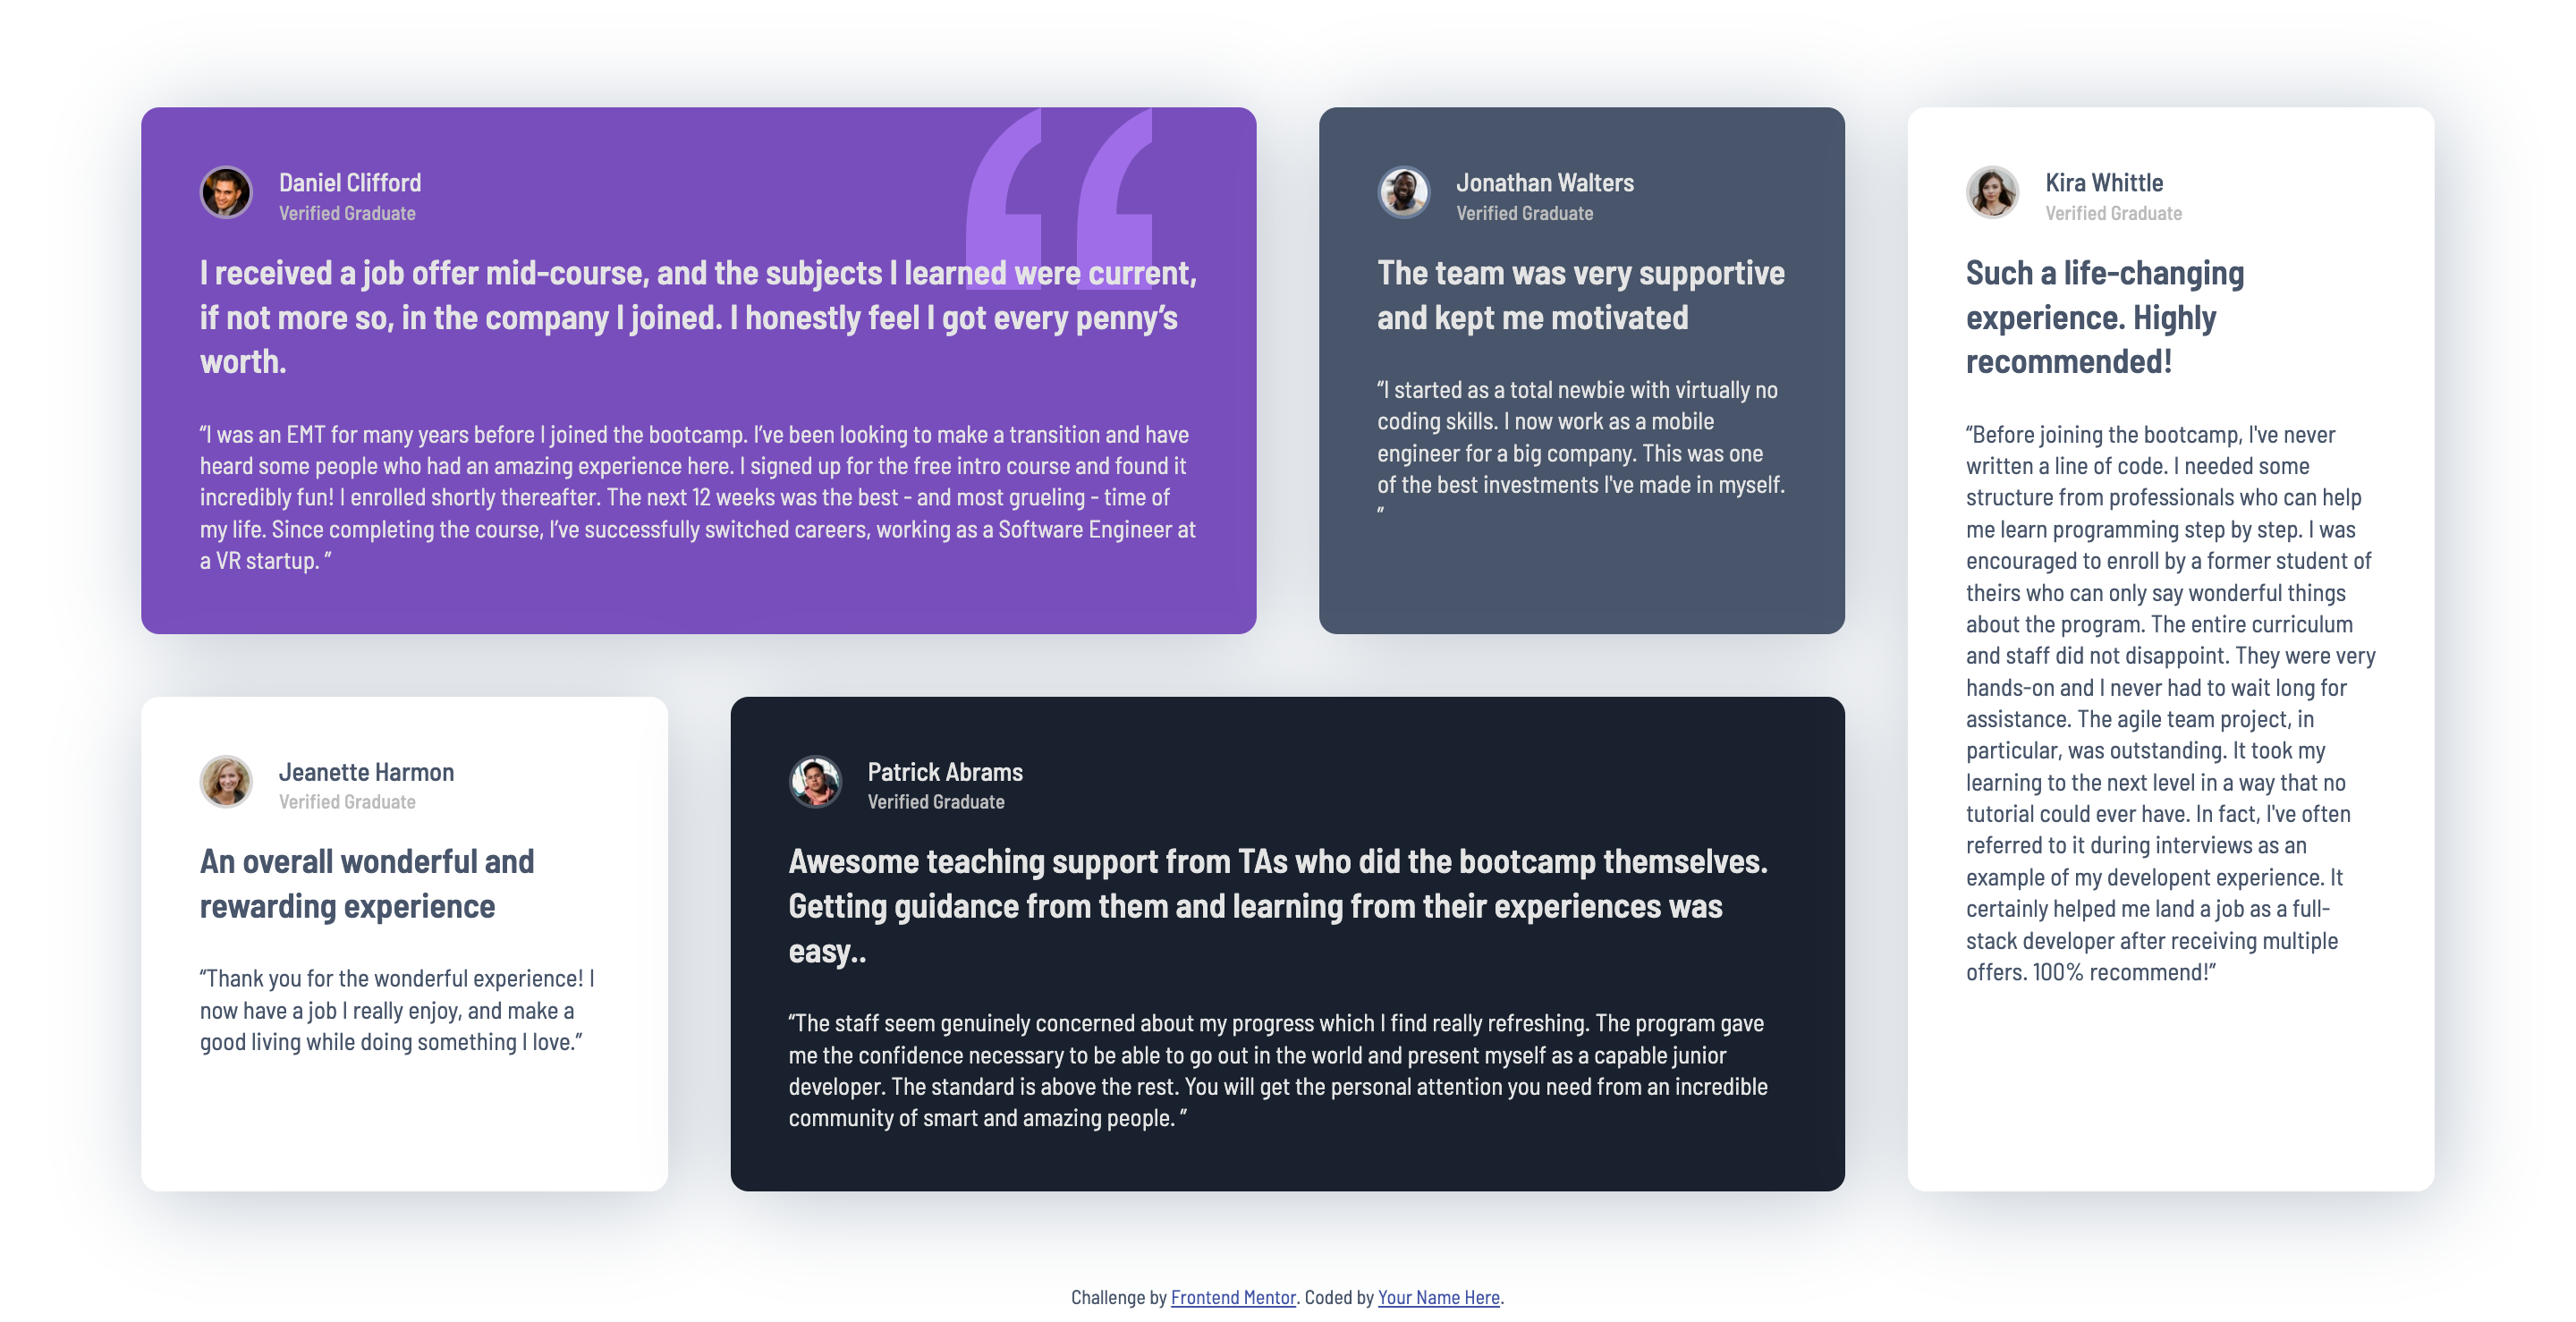 Daniel Clifford
Verified Graduate
I received a job offer mid-course, and the subjects I learned were current,
if not more so, in the company I joined. I honestly feel I got every penny’s
worth.
“I was an EMT for many years before I joined the bootcamp. I’ve been looking to make a transition and have
heard some people who had an amazing experience here. I signed up for the free intro course and found it
incredibly fun! I enrolled shortly thereafter. The next 12 weeks was the best - and most grueling - time of
my life. Since completing the course, I’ve successfully switched careers, working as a Software Engineer at
a VR startup. ”
Jonathan Walters
Verified Graduate
The team was very supportive
and kept me motivated
“I started as a total newbie with virtually no
coding skills. I now work as a mobile
engineer for a big company. This was one
of the best investments I've made in myself.
”
Kira Whittle
Verified Graduate
Such a life-changing
experience. Highly
recommended!
“Before joining the bootcamp, I've never
written a line of code. I needed some
structure from professionals who can help
me learn programming step by step. I was
encouraged to enroll by a former student of
theirs who can only say wonderful things
about the program. The entire curriculum
and staff did not disappoint. They were very
hands-on and I never had to wait long for
assistance. The agile team project, in
particular, was outstanding. It took my
learning to the next level in a way that no
tutorial could ever have. In fact, I've often
referred to it during interviews as an
example of my developent experience. It
certainly helped me land a job as a full-
stack developer after receiving multiple
offers. 100% recommend!”
Jeanette Harmon
Verified Graduate
An overall wonderful and
rewarding experience
“Thank you for the wonderful experience! I
now have a job I really enjoy, and make a
good living while doing something I love.”
Patrick Abrams
Verified Graduate
Awesome teaching support from TAs who did the bootcamp themselves.
Getting guidance from them and learning from their experiences was
easy..
“The staff seem genuinely concerned about my progress which I find really refreshing. The program gave
me the confidence necessary to be able to go out in the world and present myself as a capable junior
developer. The standard is above the rest. You will get the personal attention you need from an incredible
community of smart and amazing people. ”
Challenge by Frontend Mentor. Coded by Your Name Here.